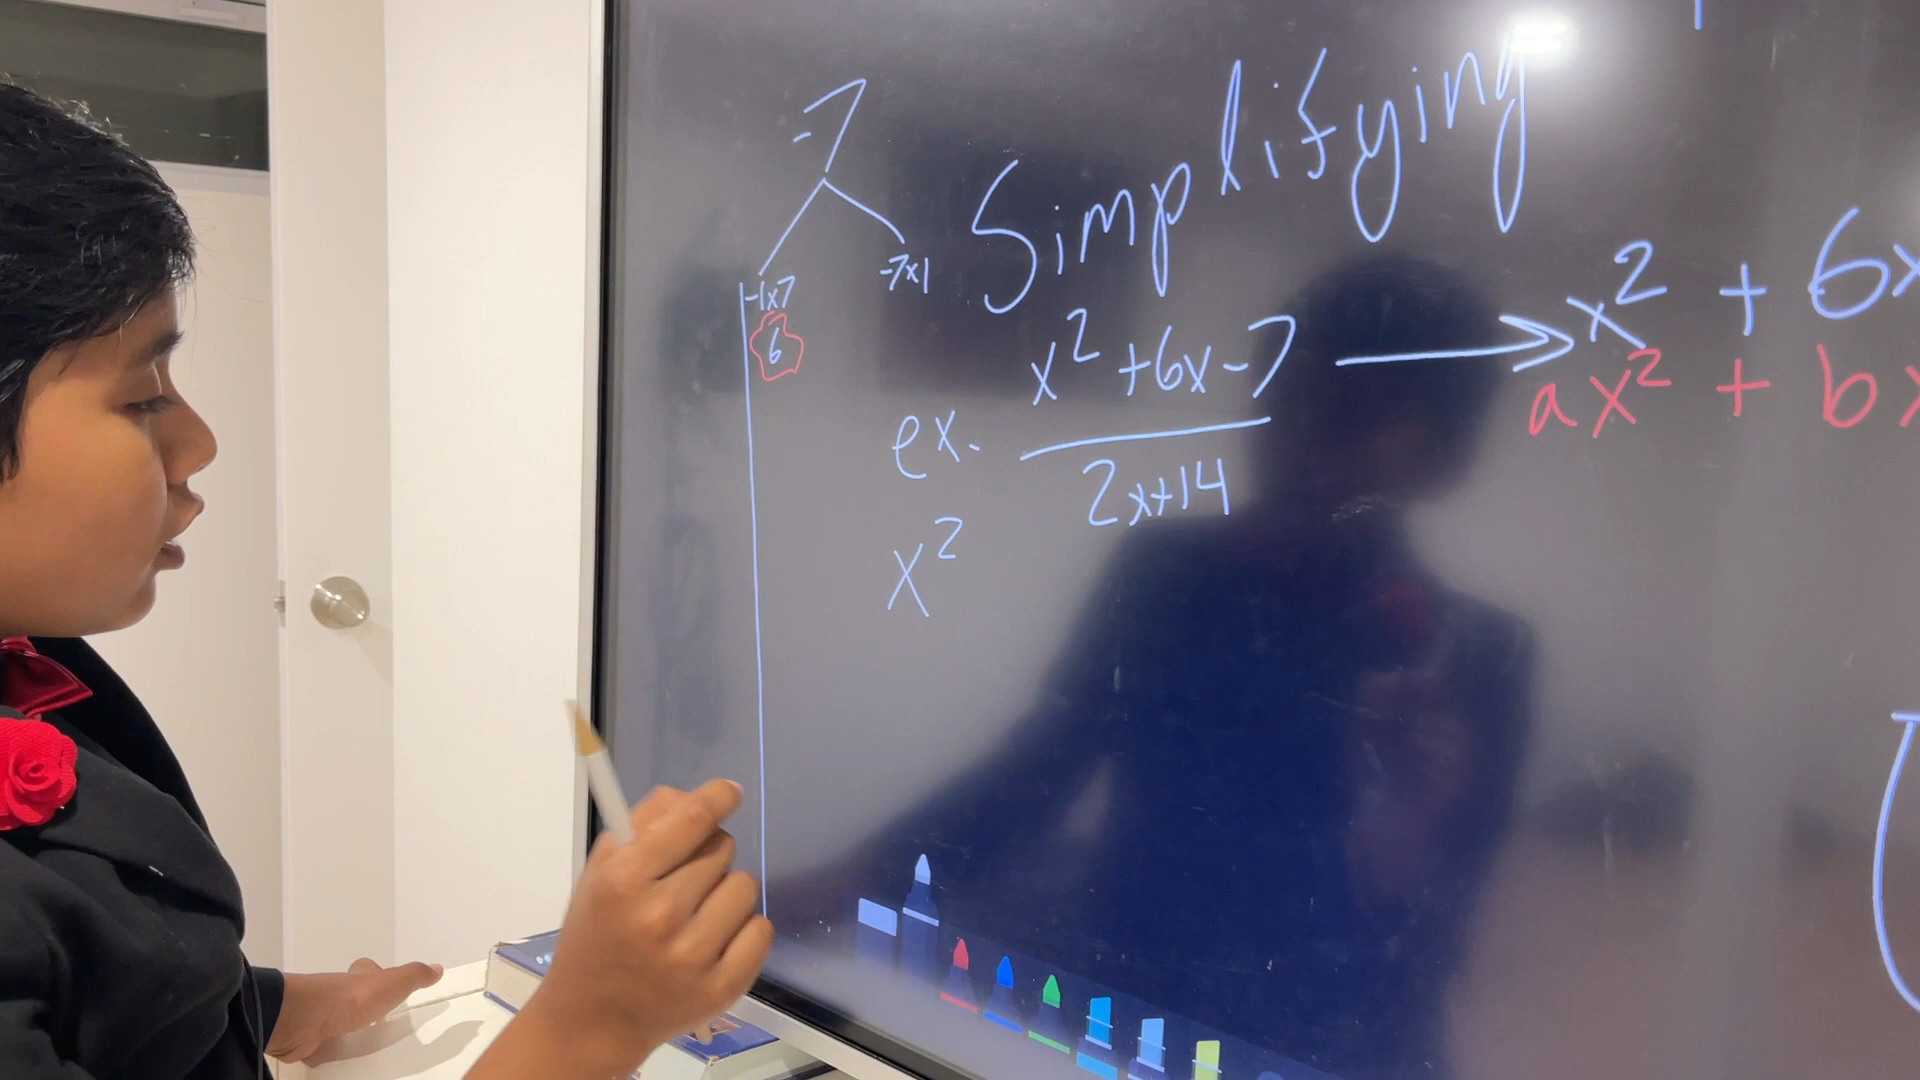 Simplifying
-7
-1x7 -7x1
6
ex. x² + 6x - 7
2x+14
x² + 6x
ax² + bx
x²